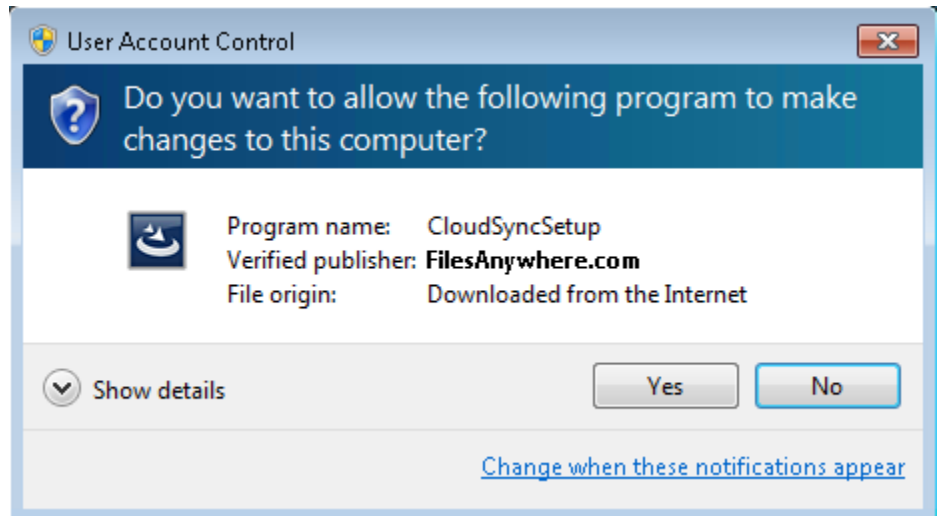 User Account Control
Do you want to allow the following program to make
changes to this computer?
Program name: CloudSyncSetup
Verified publisher: FilesAnywhere.com
File origin: Downloaded from the Internet
Show details
Yes
No
Change when these notifications appear